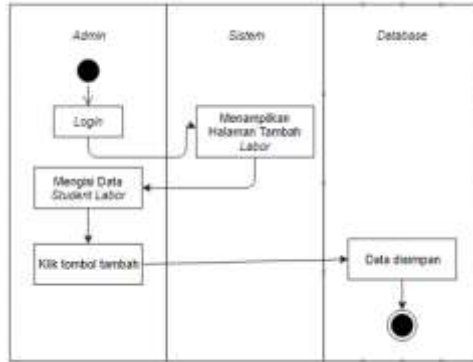 Admin
Sistem
Database
Login
Menampilkan
Halaman Tambah
Labor
Mengisi Data
Student Labor
Klik tombol tambah
Data disimpan